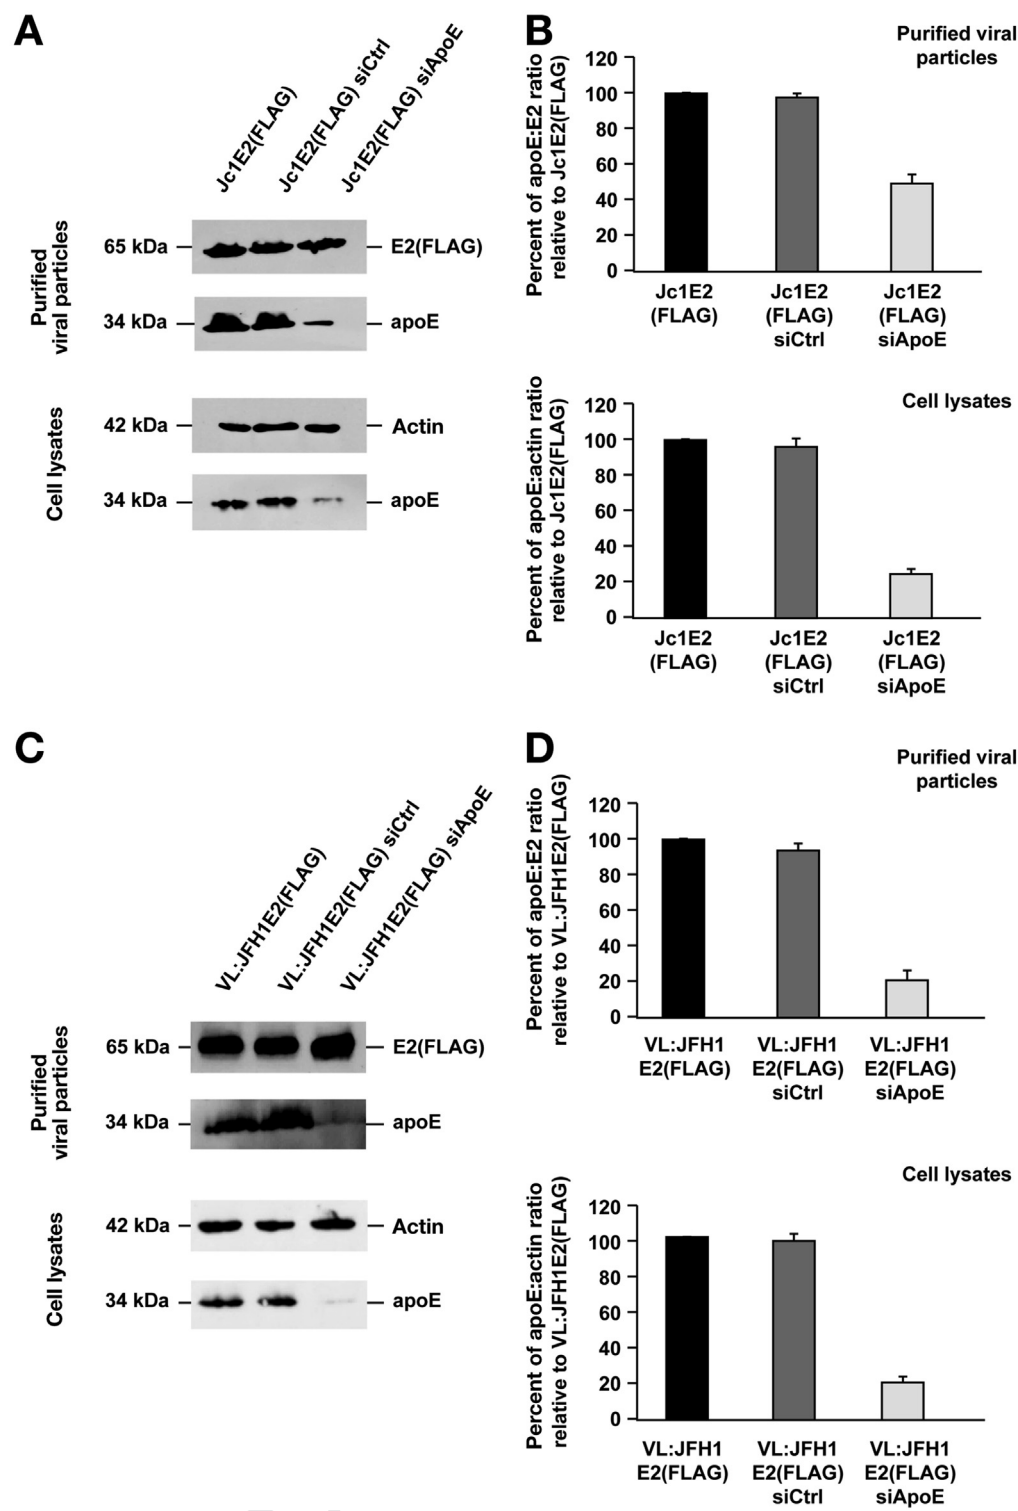 A
Jc1E2(FLAG)
Jc1E2(FLAG) siCtrl
Jc1E2(FLAG) siApoE
Purified
viral particles
65 kDa
E2(FLAG)
34 kDa
apoE
Cell lysates
42 kDa
Actin
34 kDa
apoE
B
Purified viral
particles
Percent of apoE:E2 ratio
relative to Jc1E2(FLAG)
120
100
80
60
40
20
0
Jc1E2
(FLAG)
Jc1E2
(FLAG)
siCtrl
Jc1E2
(FLAG)
siApoE
Cell lysates
Percent of apoE:actin ratio
relative to Jc1E2(FLAG)
120
100
80
60
40
20
0
Jc1E2
(FLAG)
Jc1E2
(FLAG)
siCtrl
Jc1E2
(FLAG)
siApoE
C
VL:JFH1E2(FLAG)
VL:JFH1E2(FLAG) siCtrl
VL:JFH1E2(FLAG) siApoE
Purified
viral particles
65 kDa
E2(FLAG)
34 kDa
apoE
Cell lysates
42 kDa
Actin
34 kDa
apoE
D
Purified viral
particles
Percent of apoE:E2 ratio
relative to VL:JFH1E2(FLAG)
120
100
80
60
40
20
0
VL:JFH1
E2(FLAG)
VL:JFH1
E2(FLAG)
siCtrl
VL:JFH1
E2(FLAG)
siApoE
Cell lysates
Percent of apoE:actin ratio
relative to VL:JFH1E2(FLAG)
120
100
80
60
40
20
0
VL:JFH1
E2(FLAG)
VL:JFH1
E2(FLAG)
siCtrl
VL:JFH1
E2(FLAG)
siApoE